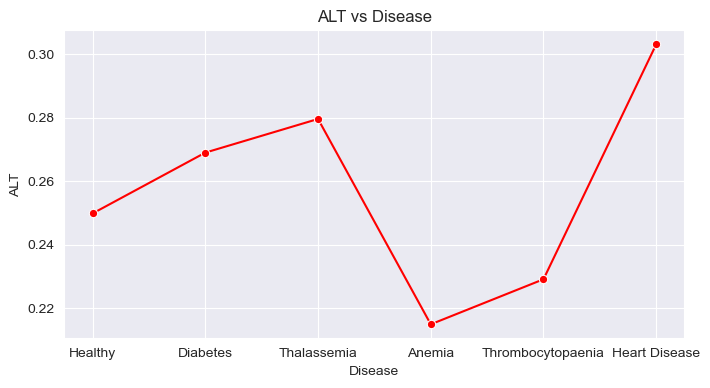 ALT vs Disease
0.30
0.28
0.26
0.24
0.22
ALT
Healthy Diabetes Thalassemia Anemia Thrombocytopaenia Heart Disease
Disease